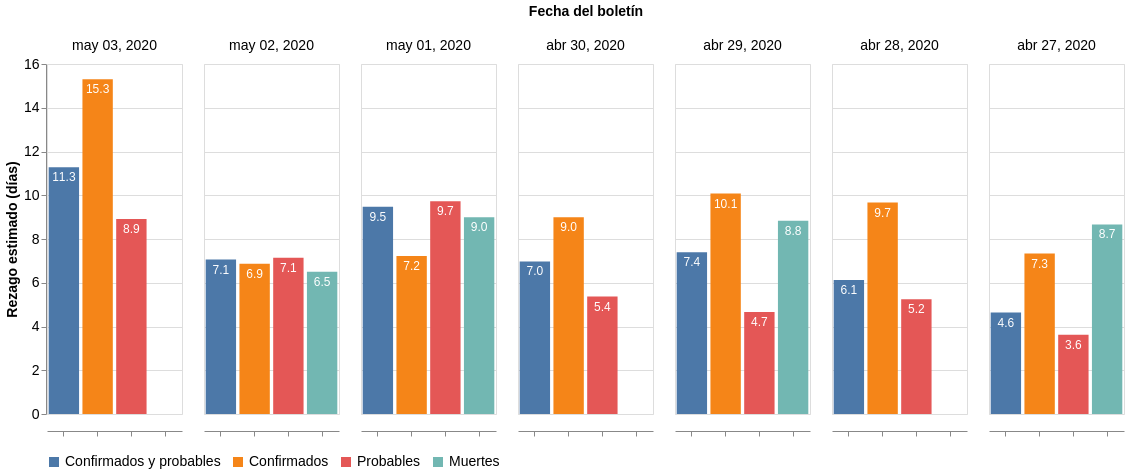 Fecha del boletín
may 03, 2020 may 02, 2020 may 01, 2020 abr 30, 2020 abr 29, 2020 abr 28, 2020 abr 27, 2020
Rezago estimado (días)
16
14
12
10
8
6
4
2
0
11.3 15.3 8.9
7.1 6.9 7.1 6.5
9.5 7.2 9.7 9.0
7.0 9.0 5.4
7.4 10.1 4.7 8.8
6.1 9.7 5.2
4.6 7.3 3.6 8.7
Confirmados y probables Confirmados Probables Muertes